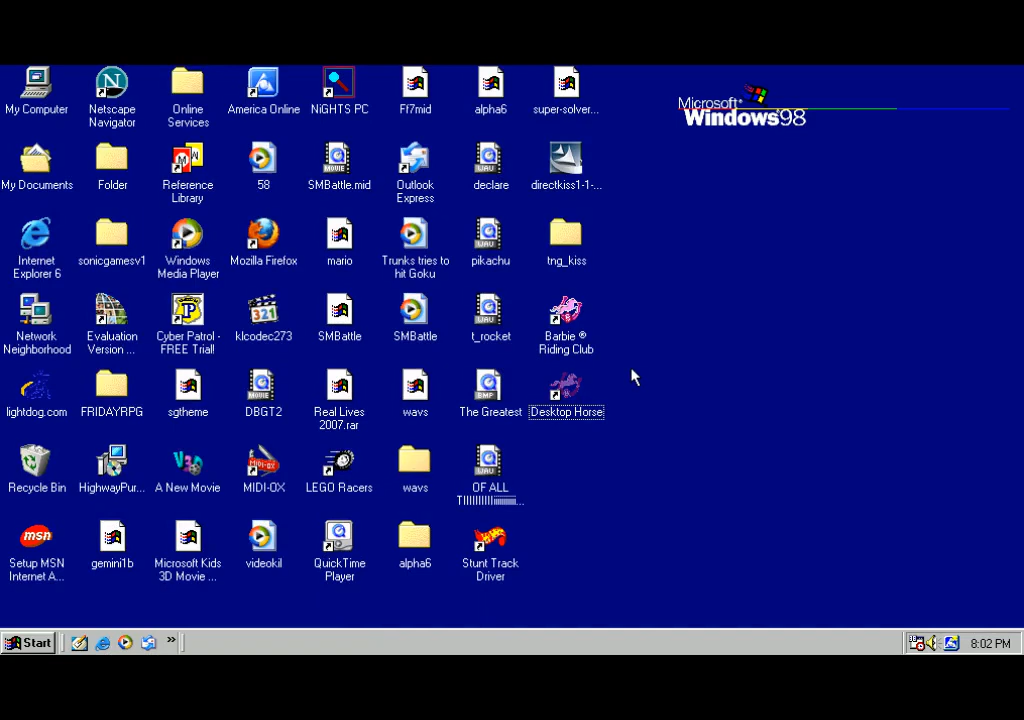 Microsoft
Windows98
My Computer
Netscape
Navigator
Online
Services
America Online
NiGHTS PC
Ff7mid
alpha6
super-solver...
My Documents
Folder
Reference
Library
58
SMBattle.mid
Outlook
Express
declare
directkiss1-1-...
Internet
Explorer 6
sonicgamesv1
Windows
Media Player
Mozilla Firefox
mario
Trunks tries to
hit Goku
pikachu
tng_kiss
Network
Neighborhood
Evaluation
Version ...
Cyber Patrol -
FREE Trial!
klcodec273
SMBattle
SMBattle
t_rocket
Barbie ®
Riding Club
lightdog.com
FRIDAYRPG
sgtheme
DBGT2
Real Lives
2007.rar
wavs
The Greatest
Desktop Horse
Recycle Bin
HighwayPur...
A New Movie
MIDI-OX
LEGO Racers
wavs
OF ALL
Setup MSN
Internet A...
gemini1b
Microsoft Kids
3D Movie ...
videokil
QuickTime
Player
alpha6
Stunt Track
Driver
Start
8:02 PM